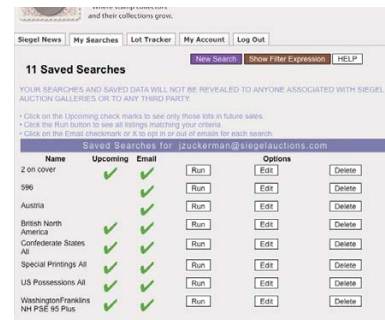 where stamp collectors
and their collections grow.
Siegel News My Searches Lot Tracker My Account Log Out
New Search Show Filter Expression HELP
11 Saved Searches
YOUR SEARCHES AND SAVED DATA WILL NOT BE REVEALED TO ANYONE ASSOCIATED WITH SIEGEL
AUCTION GALLERIES OR TO ANY THIRD PARTY.
• Click on the Upcoming check marks to see only those lots in future sales.
• Click the Run button to see all listings matching your criteria.
• Click on the Email checkmark or X to opt in or out of emails for each search.
Saved Searches for jzuckerman@siegelauctions.com
Name Upcoming Email Options
2 on cover Run Edit Delete
596 Run Edit Delete
Austria Run Edit Delete
British North
America Run Edit Delete
Confederate States
All Run Edit Delete
Special Printings All Run Edit Delete
US Possessions All Run Edit Delete
WashingtonFranklins
NH PSE 95 Plus Run Edit Delete